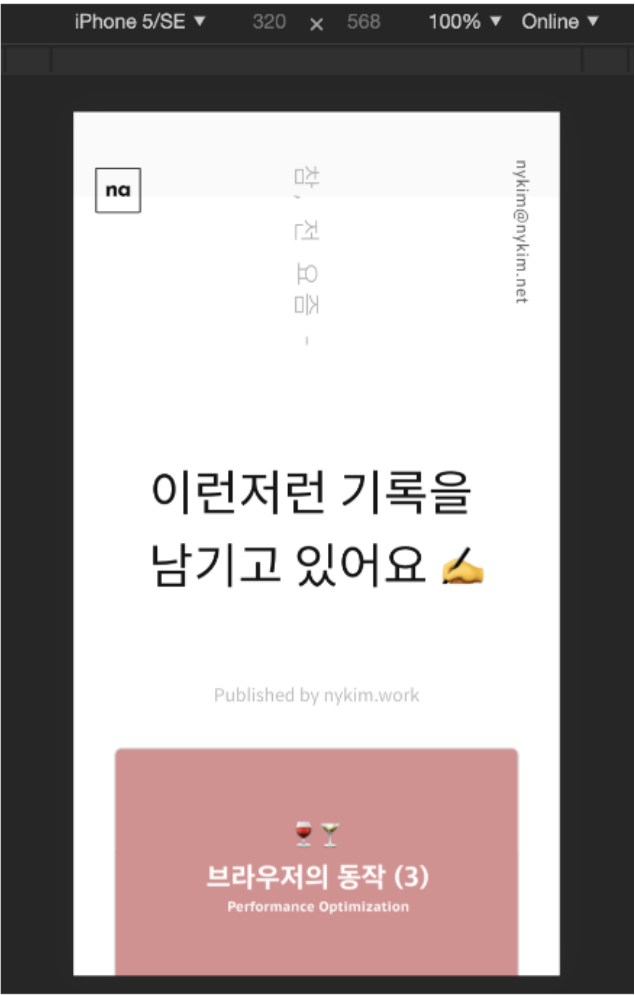 iPhone 5/SE ▼ 320 × 568 100% ▼ Online ▼
na
참, 전 요즘 -
nykim@nykim.net
이런저런 기록을
남기고 있어요 ✍️
Published by nykim.work
🍷🍸
브라우저의 동작 (3)
Performance Optimization